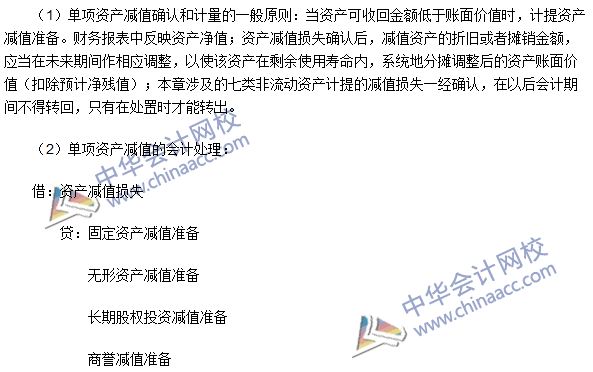 （1）单项资产减值确认和计量的一般原则：当资产可收回金额低于账面价值时，计提资产
减值准备。财务报表中反映资产净值；资产减值损失确认后，减值资产的折旧或者摊销金额，
应当在未来期间作相应调整，以使该资产在剩余使用寿命内，系统地分摊调整后的资产账面价
值（扣除预计净残值）；本章涉及的七类非流动资产计提的减值损失一经确认，在以后会计期
间不得转回，只有在处置时才能转出。
（2）单项资产减值的会计处理：
借：资产减值损失
贷：固定资产减值准备
无形资产减值准备
长期股权投资减值准备
商誉减值准备
中华会计网校
www.chinaacc.com
中华会计网校
www.chinaacc.com